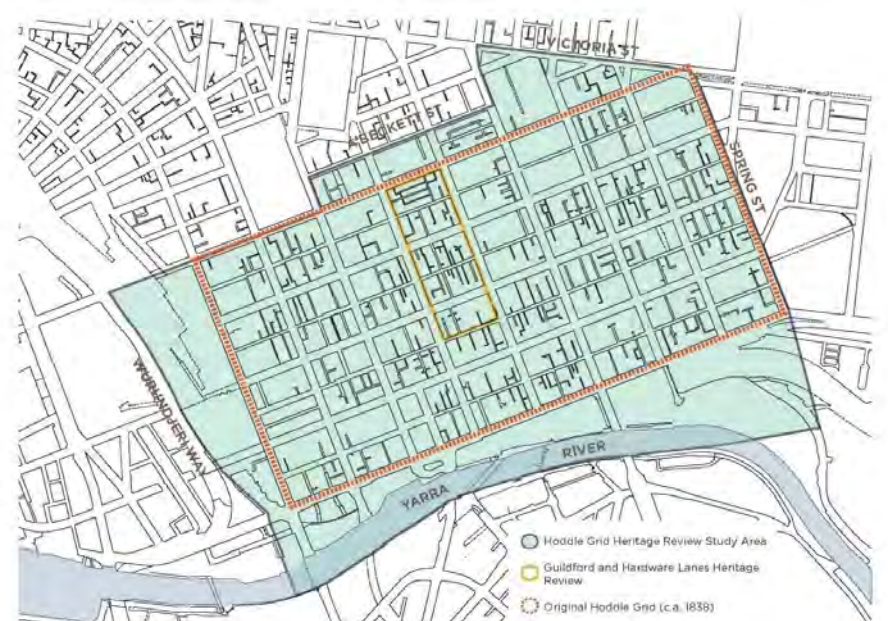 VICTORIA ST
A'BECKETT ST
SPRING ST
WURUNDJERI WAY
YARRA RIVER
Hoddle Grid Heritage Review Study Area
Guildford and Hardware Lanes Heritage
Review
Original Hoddle Grid (c.a. 1838)